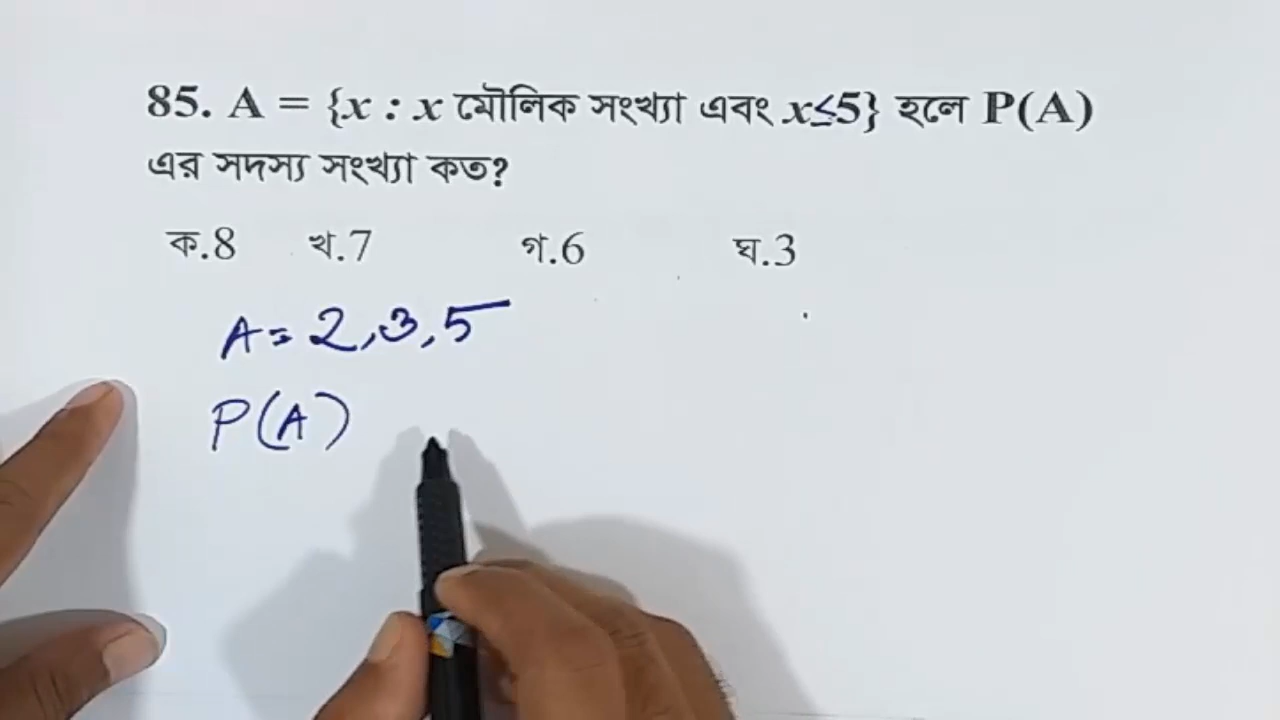 85. A = {x : x মৌলিক সংখ্যা এবং x≤5} হলে P(A)
এর সদস্য সংখ্যা কত?
ক.8 খ.7 গ.6 ঘ.3
A = 2,3,5
P(A)